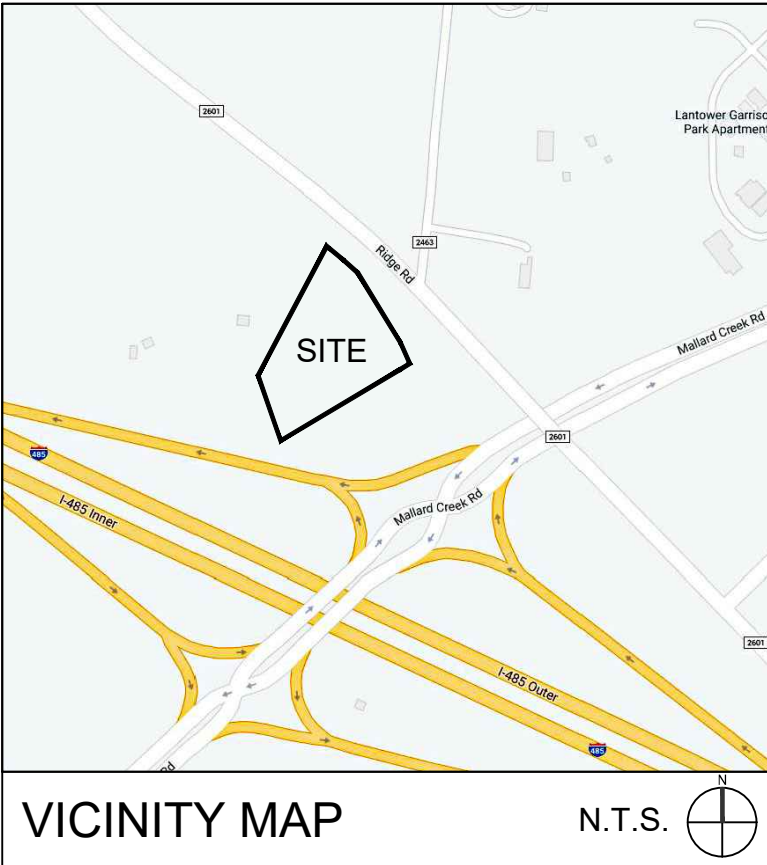 2601
Lantower Garriso
Park Apartment
2463
Ridge Rd
SITE
Mallard Creek Rd
2601
485
Mallard Creek Rd
I-485 Inner
2601
I-485 Outer
485
Rd
N
VICINITY MAP
N.T.S.